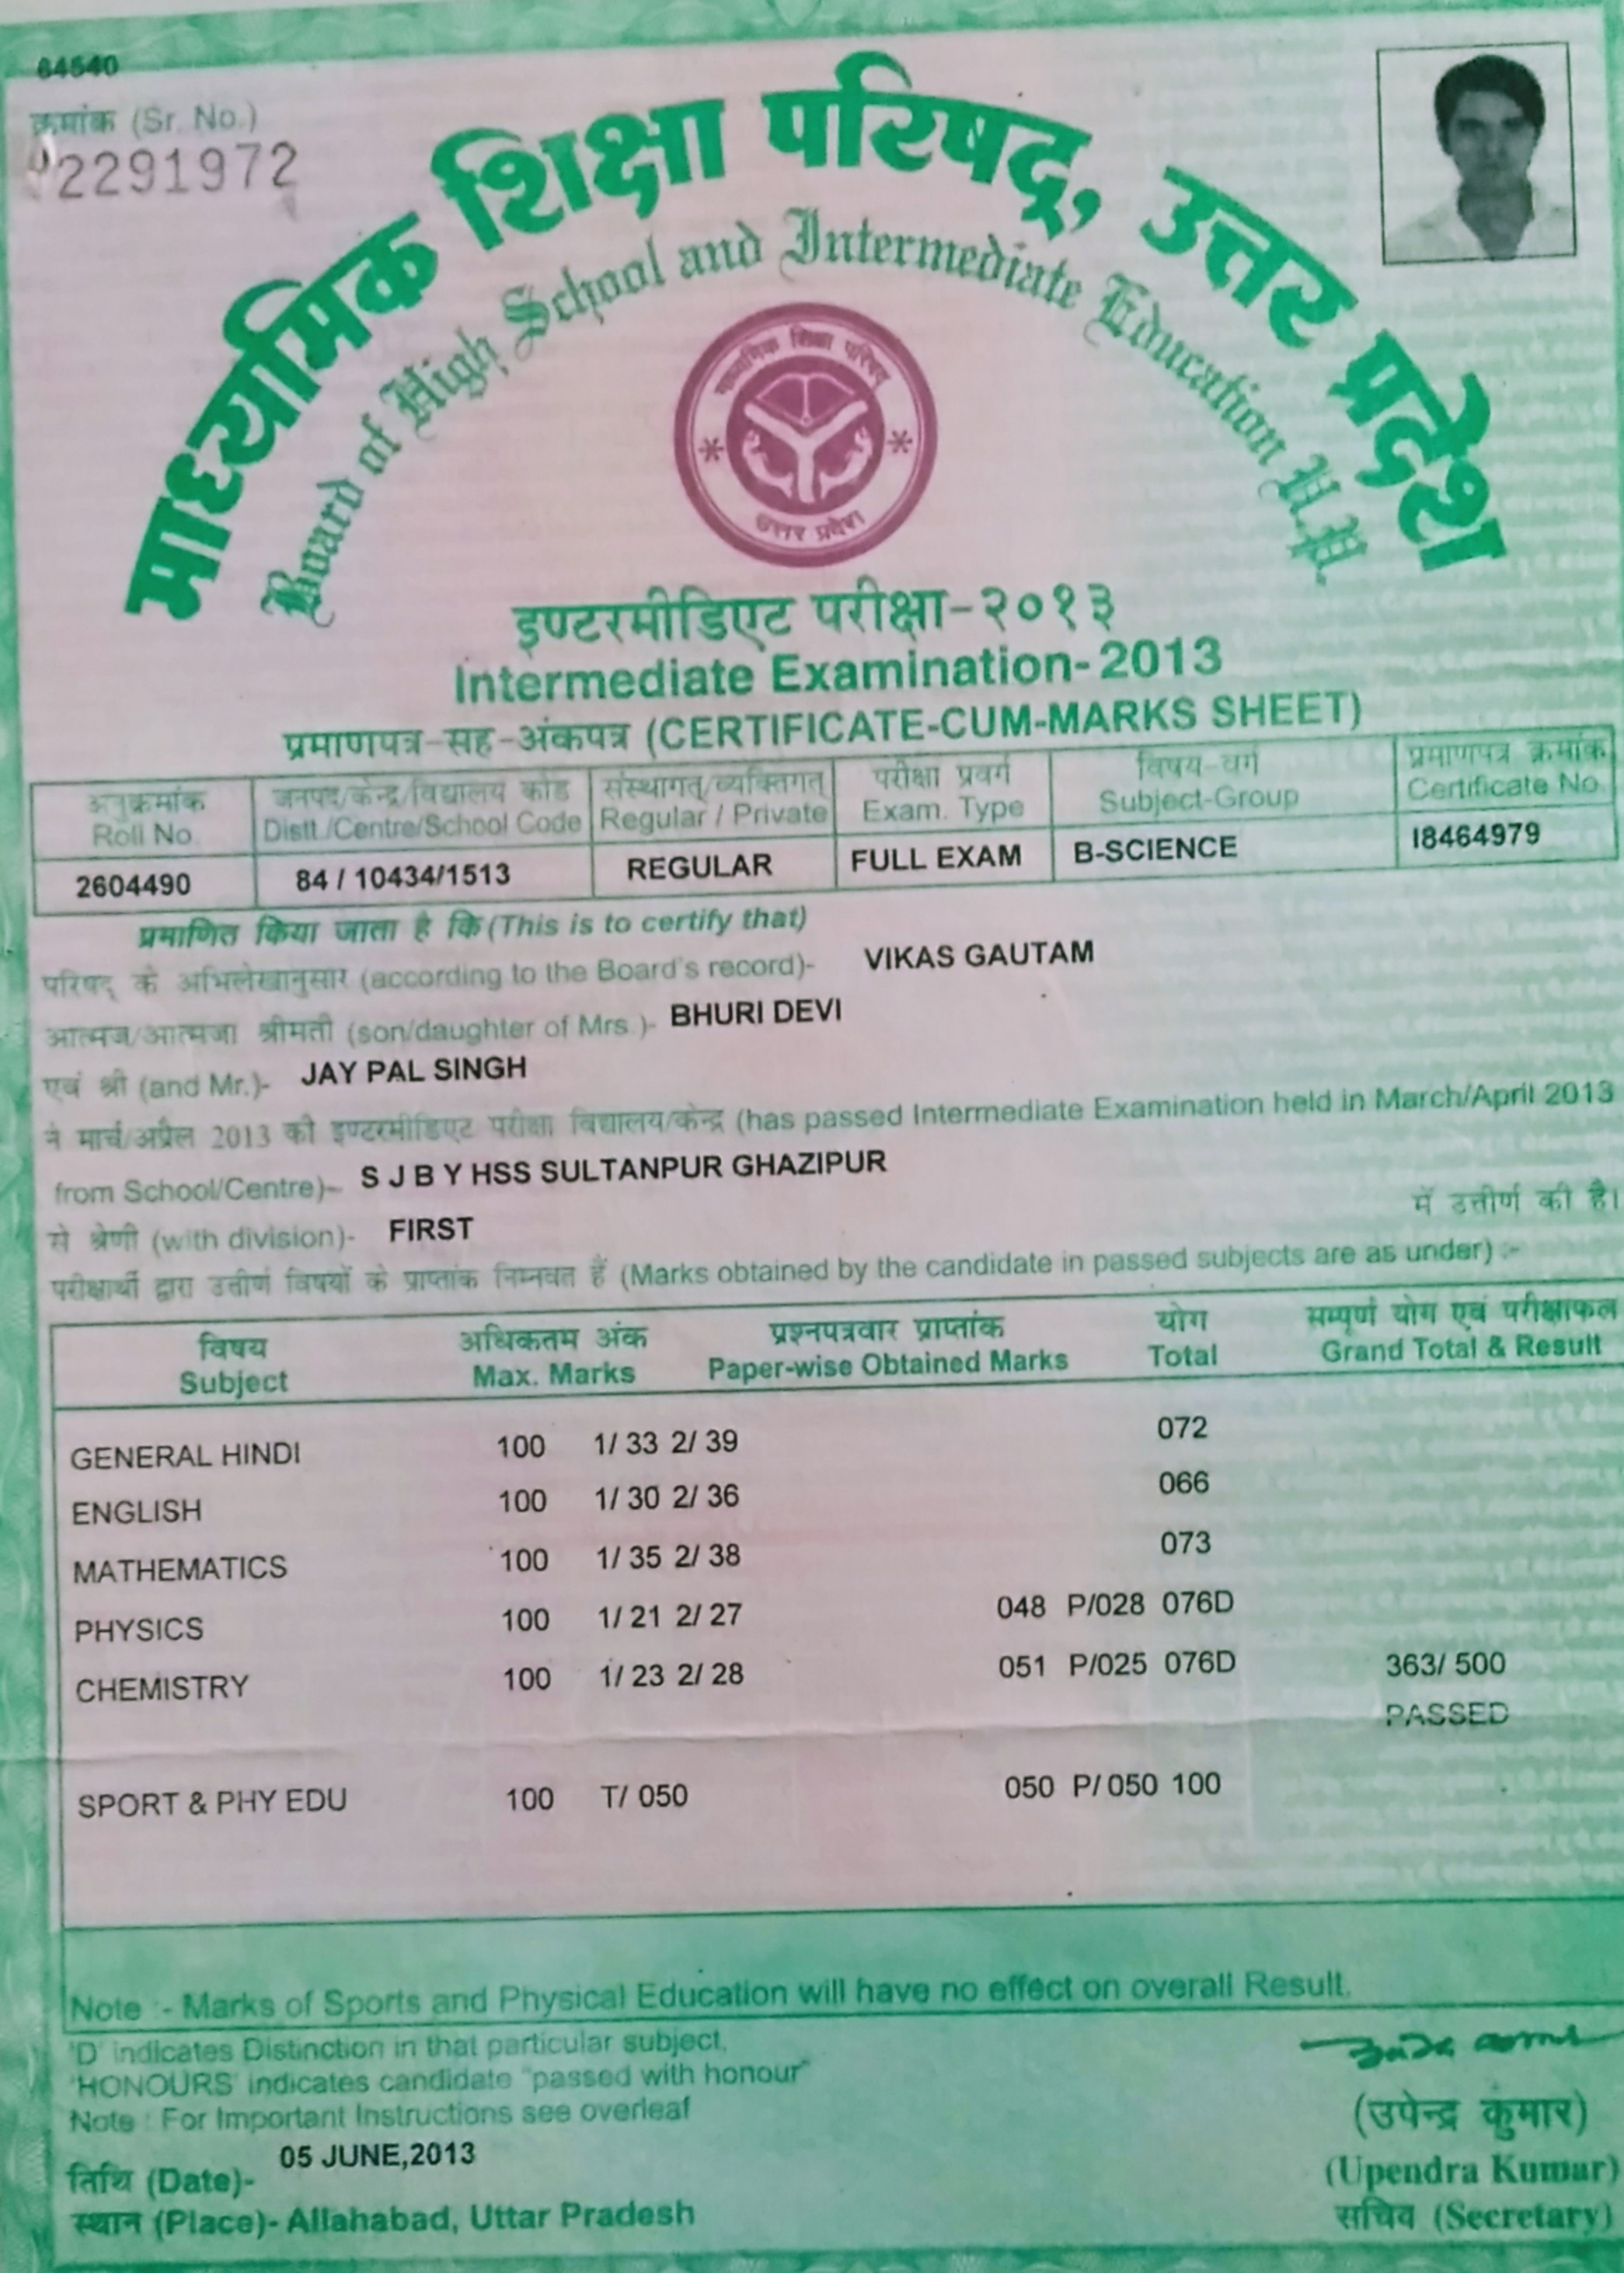 64540
क्रमांक (Sr. No.)
2291972
माध्यमिक शिक्षा परिषद्, उत्तर प्रदेश
Board of High School and Intermediate Education U.P.
माध्यमिक शिक्षा परिषद्
उत्तर प्रदेश
इण्टरमीडिएट परीक्षा-२०१३
Intermediate Examination-2013
प्रमाणपत्र-सह-अंकपत्र (CERTIFICATE-CUM-MARKS SHEET)
अनुक्रमांक जनपद/केन्द्र/विद्यालय कोड संस्थागत्/व्यक्तिगत् परीक्षा प्रवर्ग विषय-वर्ग प्रमाणपत्र क्रमांक
Roll No. Distt./Centre/School Code Regular / Private Exam. Type Subject-Group Certificate No.
2604490 84 / 10434/1513 REGULAR FULL EXAM B-SCIENCE I8464979
प्रमाणित किया जाता है कि (This is to certify that)
परिषद् के अभिलेखानुसार (according to the Board's record)- VIKAS GAUTAM
आत्मज/आत्मजा श्रीमती (son/daughter of Mrs.)- BHURI DEVI
एवं श्री (and Mr.)- JAY PAL SINGH
ने मार्च/अप्रैल 2013 की इण्टरमीडिएट परीक्षा विद्यालय/केन्द्र (has passed Intermediate Examination held in March/April 2013
from School/Centre)- S J B Y HSS SULTANPUR GHAZIPUR
से श्रेणी (with division)- FIRST में उत्तीर्ण की है।
परीक्षार्थी द्वारा उत्तीर्ण विषयों के प्राप्तांक निम्नवत हैं (Marks obtained by the candidate in passed subjects are as under) :-
विषय अधिकतम अंक प्रश्नपत्रवार प्राप्तांक योग सम्पूर्ण योग एवं परीक्षाफल
Subject Max. Marks Paper-wise Obtained Marks Total Grand Total & Result
GENERAL HINDI 100 1/ 33 2/ 39 072
ENGLISH 100 1/ 30 2/ 36 066
MATHEMATICS 100 1/ 35 2/ 38 073
PHYSICS 100 1/ 21 2/ 27 048 P/028 076D
CHEMISTRY 100 1/ 23 2/ 28 051 P/025 076D 363/ 500
PASSED
SPORT & PHY EDU 100 T/ 050 050 P/ 050 100
Note :- Marks of Sports and Physical Education will have no effect on overall Result.
'D' indicates Distinction in that particular subject,
'HONOURS' indicates candidate "passed with honour"
Note : For Important Instructions see overleaf
तिथि (Date)- 05 JUNE,2013
स्थान (Place)- Allahabad, Uttar Pradesh
(उपेन्द्र कुमार)
(Upendra Kumar)
सचिव (Secretary)